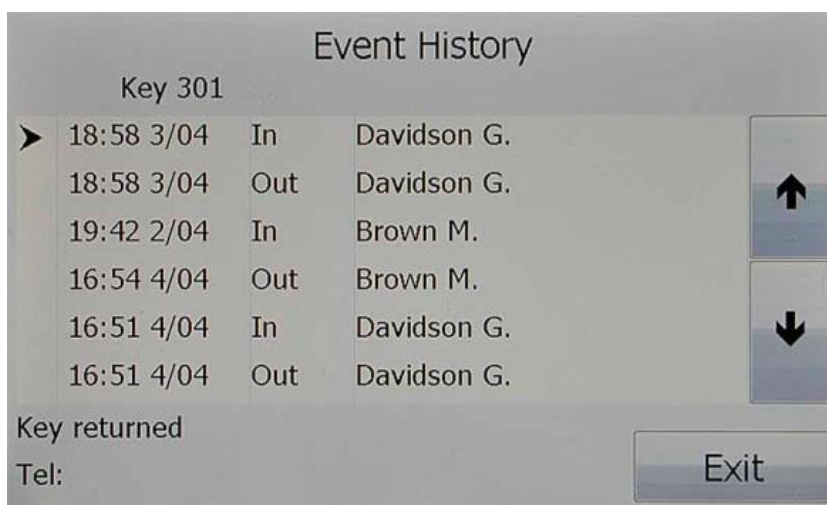 Event History
Key 301
18:58 3/04 In Davidson G.
18:58 3/04 Out Davidson G.
19:42 2/04 In Brown M.
16:54 4/04 Out Brown M.
16:51 4/04 In Davidson G.
16:51 4/04 Out Davidson G.
Key returned
Tel:
Exit